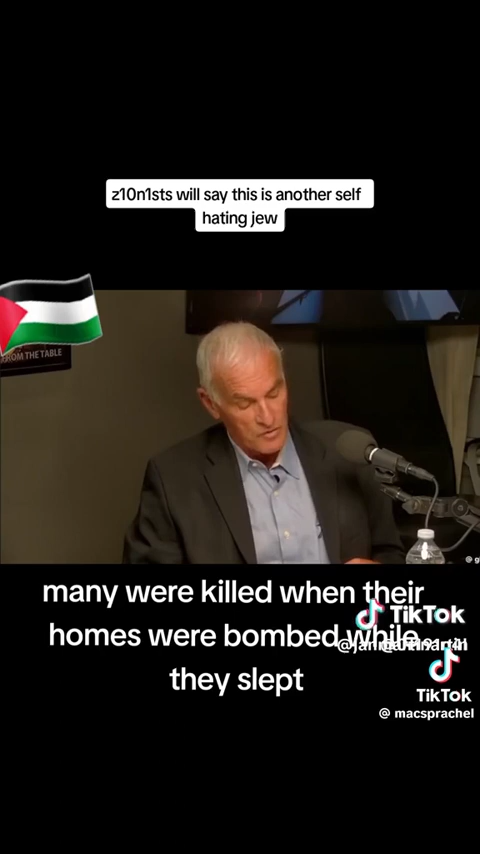 z10n1sts will say this is another self
hating jew
FROM THE TABLE
many were killed when their
homes were bombed while
they slept
TikTok
TikTok
@ macsprachel